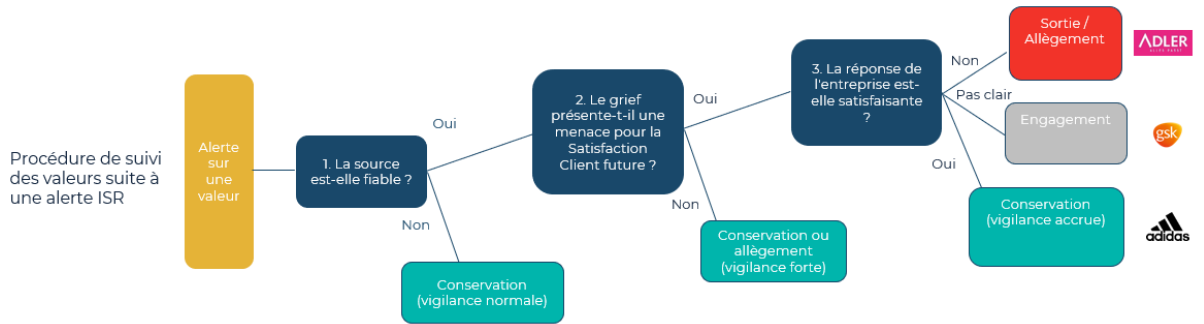 Procédure de suivi
des valeurs suite à
une alerte ISR
Alerte
sur
une
valeur
1. La source
est-elle fiable ?
Oui
Non
Conservation
(vigilance normale)
2. Le grief
présente-t-il une
menace pour la
Satisfaction
Client future ?
Oui
Non
Conservation ou
allègement
(vigilance forte)
3. La réponse de
l'entreprise est-
elle satisfaisante
?
Non
Pas clair
Oui
Sortie /
Allègement
ADLER
Engagement
gsk
Conservation
(vigilance accrue)
adidas